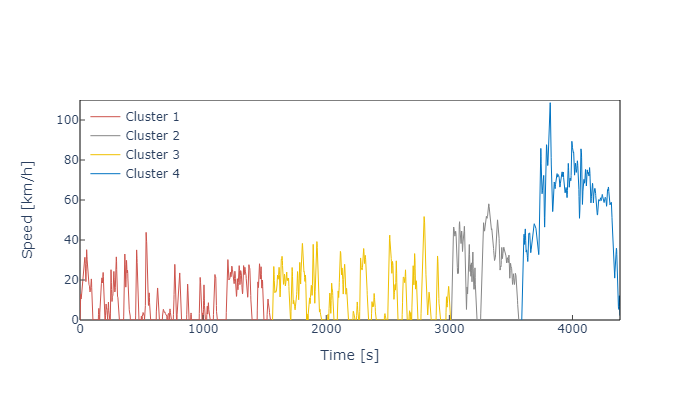 100
80
60
40
20
0
Speed [km/h]
Cluster 1
Cluster 2
Cluster 3
Cluster 4
0 1000 2000 3000 4000
Time [s]